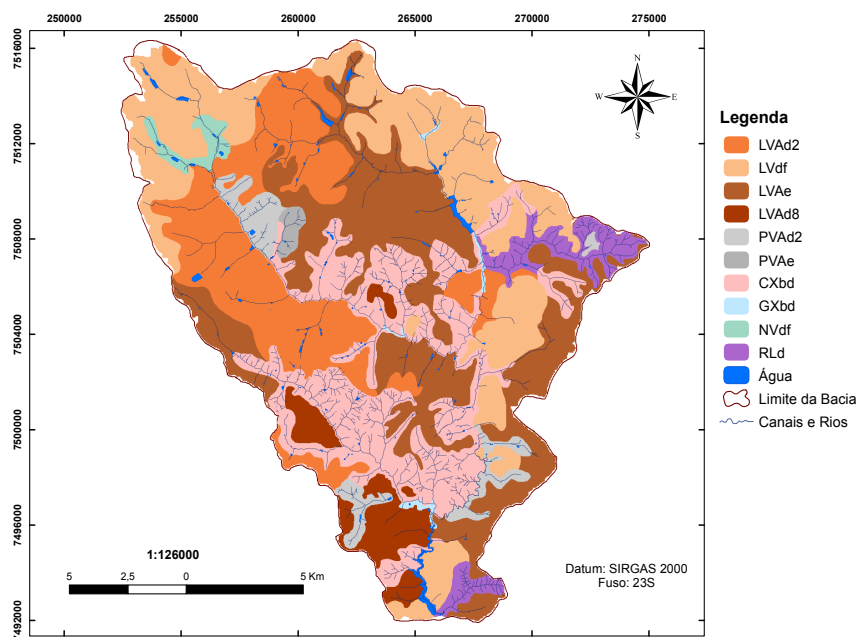 250000 255000 260000 265000 270000 275000
7516000
7512000
7508000
7504000
7500000
7496000
7492000
N
W E
S
Legenda
LVAd2
LVdf
LVAe
LVAd8
PVAd2
PVAe
CXbd
GXbd
NVdf
RLd
Água
Limite da Bacia
Canais e Rios
1:126000
5 2,5 0 5 Km
Datum: SIRGAS 2000
Fuso: 23S